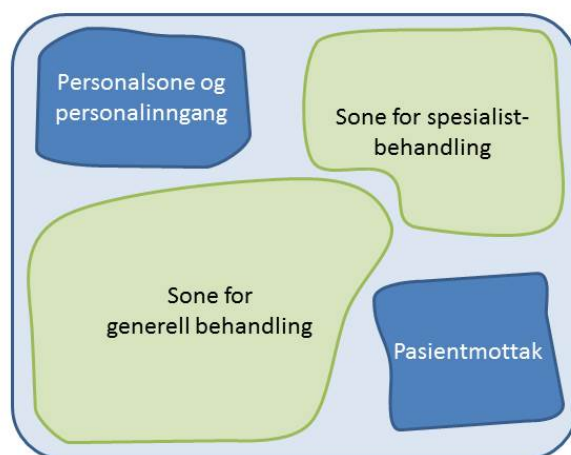 Personalsone og
personalinngang
Sone for spesialist-
behandling
Sone for
generell behandling
Pasientmottak